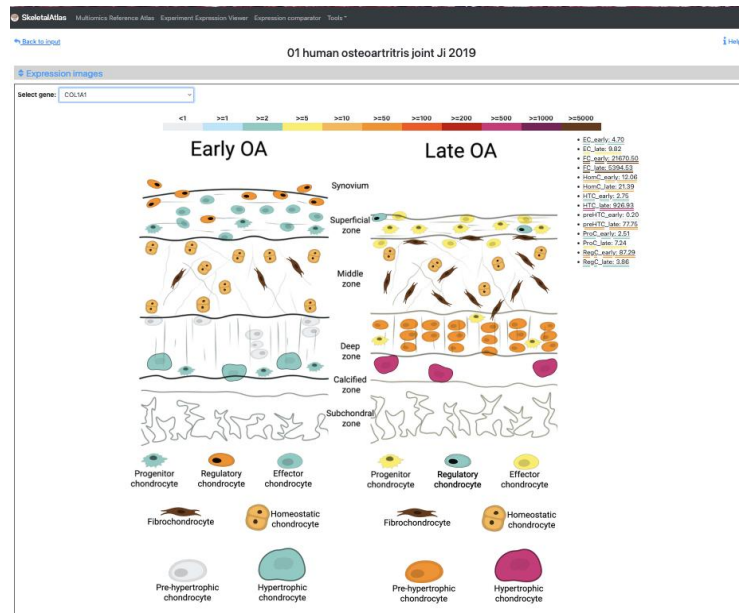 SkeletalAtlas Multiomics Reference Atlas Experiment Expression Viewer Expression comparator Tools
Back to input
Help
01 human osteoartritris joint Ji 2019
Expression images
Select gene: COL1A1
<1 >=1 >=2 >=5 >=10 >=50 >=100 >=200 >=500 >=1000 >=5000
Early OA Late OA
EC_early: 4.70
EC_late: 9.82
FC_early: 21670.50
FC_late: 5394.53
HomC_early: 12.06
HomC_late: 21.39
HTC_early: 2.75
HTC_late: 926.93
preHTC_early: 0.20
preHTC_late: 77.75
ProC_early: 2.51
ProC_late: 7.24
RegC_early: 87.29
RegC_late: 3.86
Synovium
Superficial
zone
Middle
zone
Deep
zone
Calcified
zone
Subchondral
zone
Progenitor
chondrocyte
Regulatory
chondrocyte
Effector
chondrocyte
Fibrochondrocyte
Homeostatic
chondrocyte
Pre-hypertrophic
chondrocyte
Hypertrophic
chondrocyte
Progenitor
chondrocyte
Regulatory
chondrocyte
Effector
chondrocyte
Fibrochondrocyte
Homeostatic
chondrocyte
Pre-hypertrophic
chondrocyte
Hypertrophic
chondrocyte